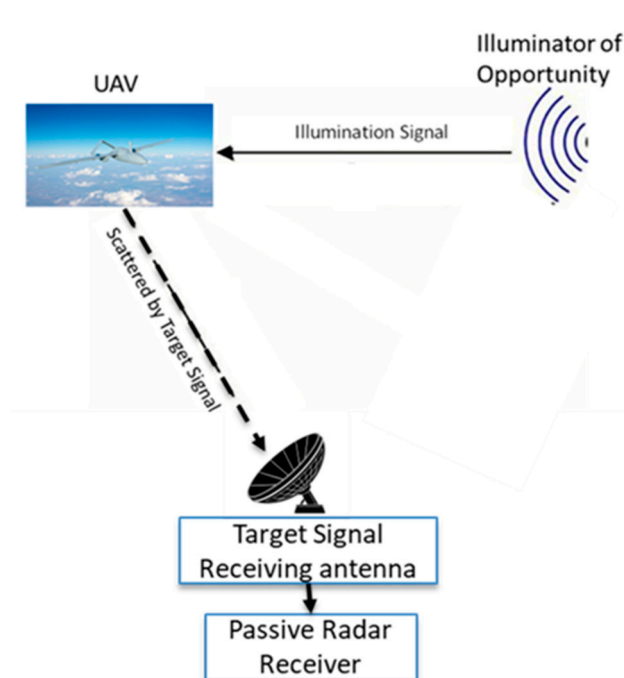 Illuminator of
Opportunity
UAV
Illumination Signal
Scattered by Target Signal
Target Signal
Receiving antenna
Passive Radar
Receiver